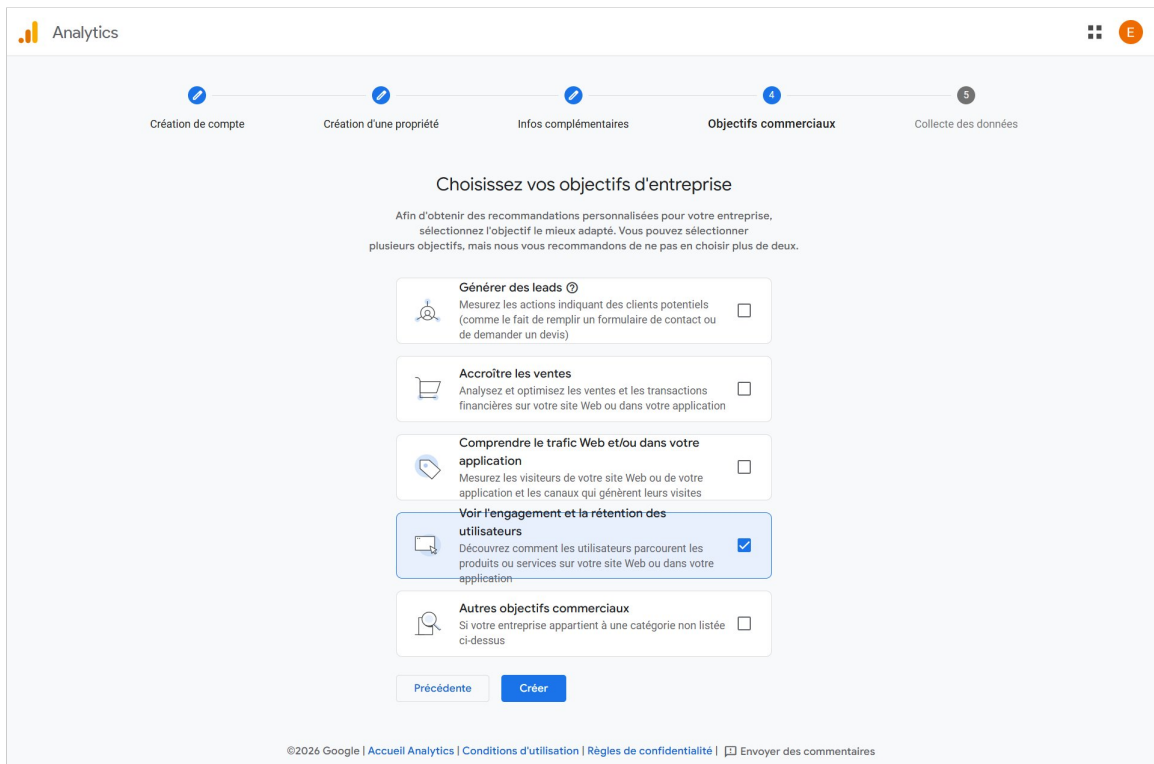 Analytics
E
4
5
Création de compte
Création d'une propriété
Infos complémentaires
Objectifs commerciaux
Collecte des données
Choisissez vos objectifs d'entreprise
Afin d'obtenir des recommandations personnalisées pour votre entreprise,
sélectionnez l'objectif le mieux adapté. Vous pouvez sélectionner
plusieurs objectifs, mais nous vous recommandons de ne pas en choisir plus de deux.
Générer des leads ?
Mesurez les actions indiquant des clients potentiels
(comme le fait de remplir un formulaire de contact ou
de demander un devis)
Accroître les ventes
Analysez et optimisez les ventes et les transactions
financières sur votre site Web ou dans votre application
Comprendre le trafic Web et/ou dans votre
application
Mesurez les visiteurs de votre site Web ou de votre
application et les canaux qui génèrent leurs visites
Voir l'engagement et la rétention des
utilisateurs
Découvrez comment les utilisateurs parcourent les
produits ou services sur votre site Web ou dans votre
application
Autres objectifs commerciaux
Si votre entreprise appartient à une catégorie non listée
ci-dessus
Précédente
Créer
©2026 Google | Accueil Analytics | Conditions d'utilisation | Règles de confidentialité | Envoyer des commentaires